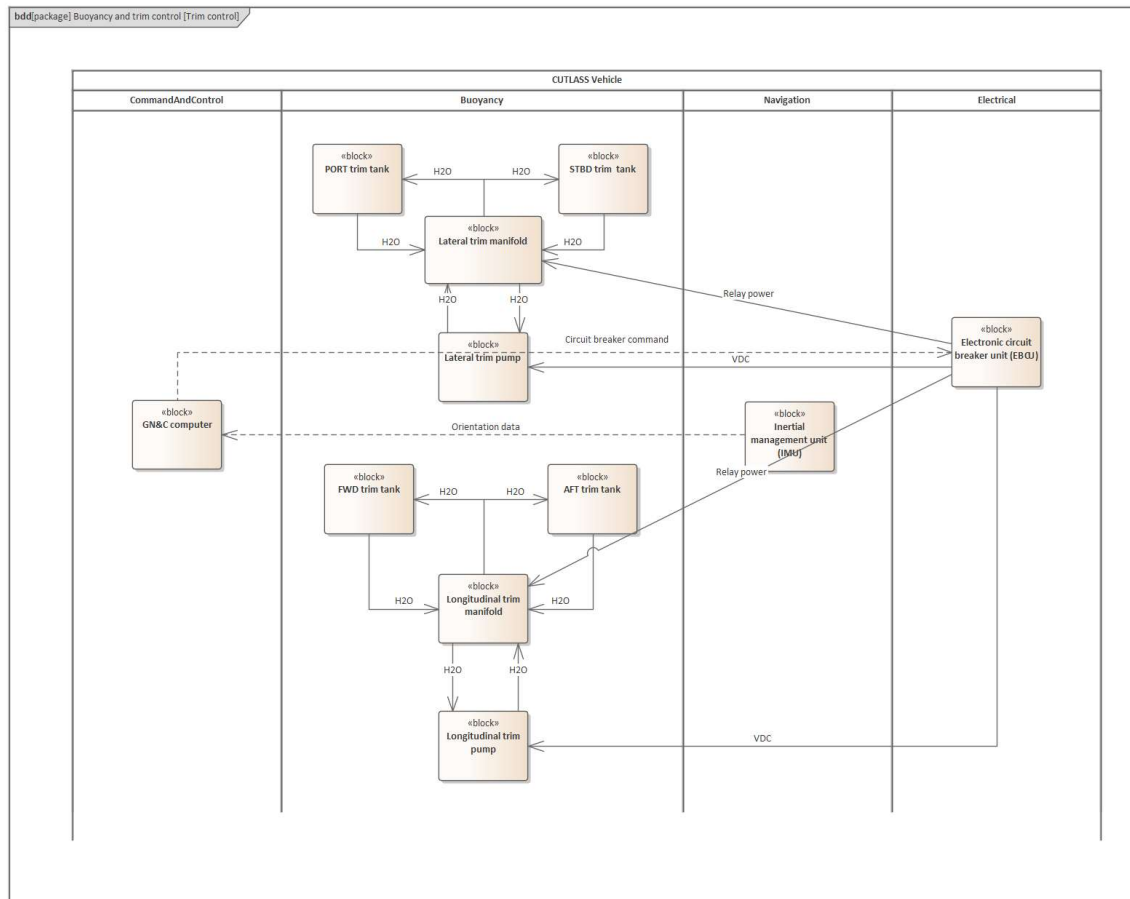 bdd[package] Buoyancy and trim control [Trim control]
CUTLASS Vehicle
CommandAndControl
Buoyancy
Navigation
Electrical
«block»
PORT trim tank
H2O
H2O
«block»
STBD trim tank
«block»
Lateral trim manifold
H2O
H2O
H2O
H2O
Relay power
«block»
Lateral trim pump
Circuit breaker command
VDC
«block»
Electronic circuit
breaker unit (EBCU)
«block»
GN&C computer
Orientation data
«block»
Inertial
management unit
(IMU)
Relay power
«block»
FWD trim tank
H2O
H2O
«block»
AFT trim tank
«block»
Longitudinal trim
manifold
H2O
H2O
H2O
H2O
«block»
Longitudinal trim
pump
VDC